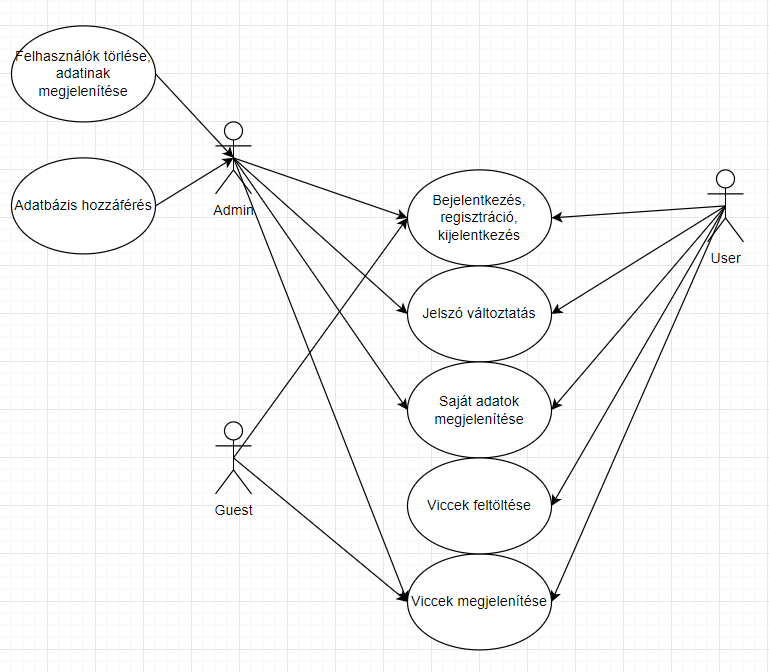 Felhasználók törlése,
adatinak
megjelenítése
Adatbázis hozzáférés
Admin
Guest
Bejelentkezés,
regisztráció,
kijelentkezés
Jelszó változtatás
Saját adatok
megjelenítése
Viccek feltöltése
Viccek megjelenítése
User